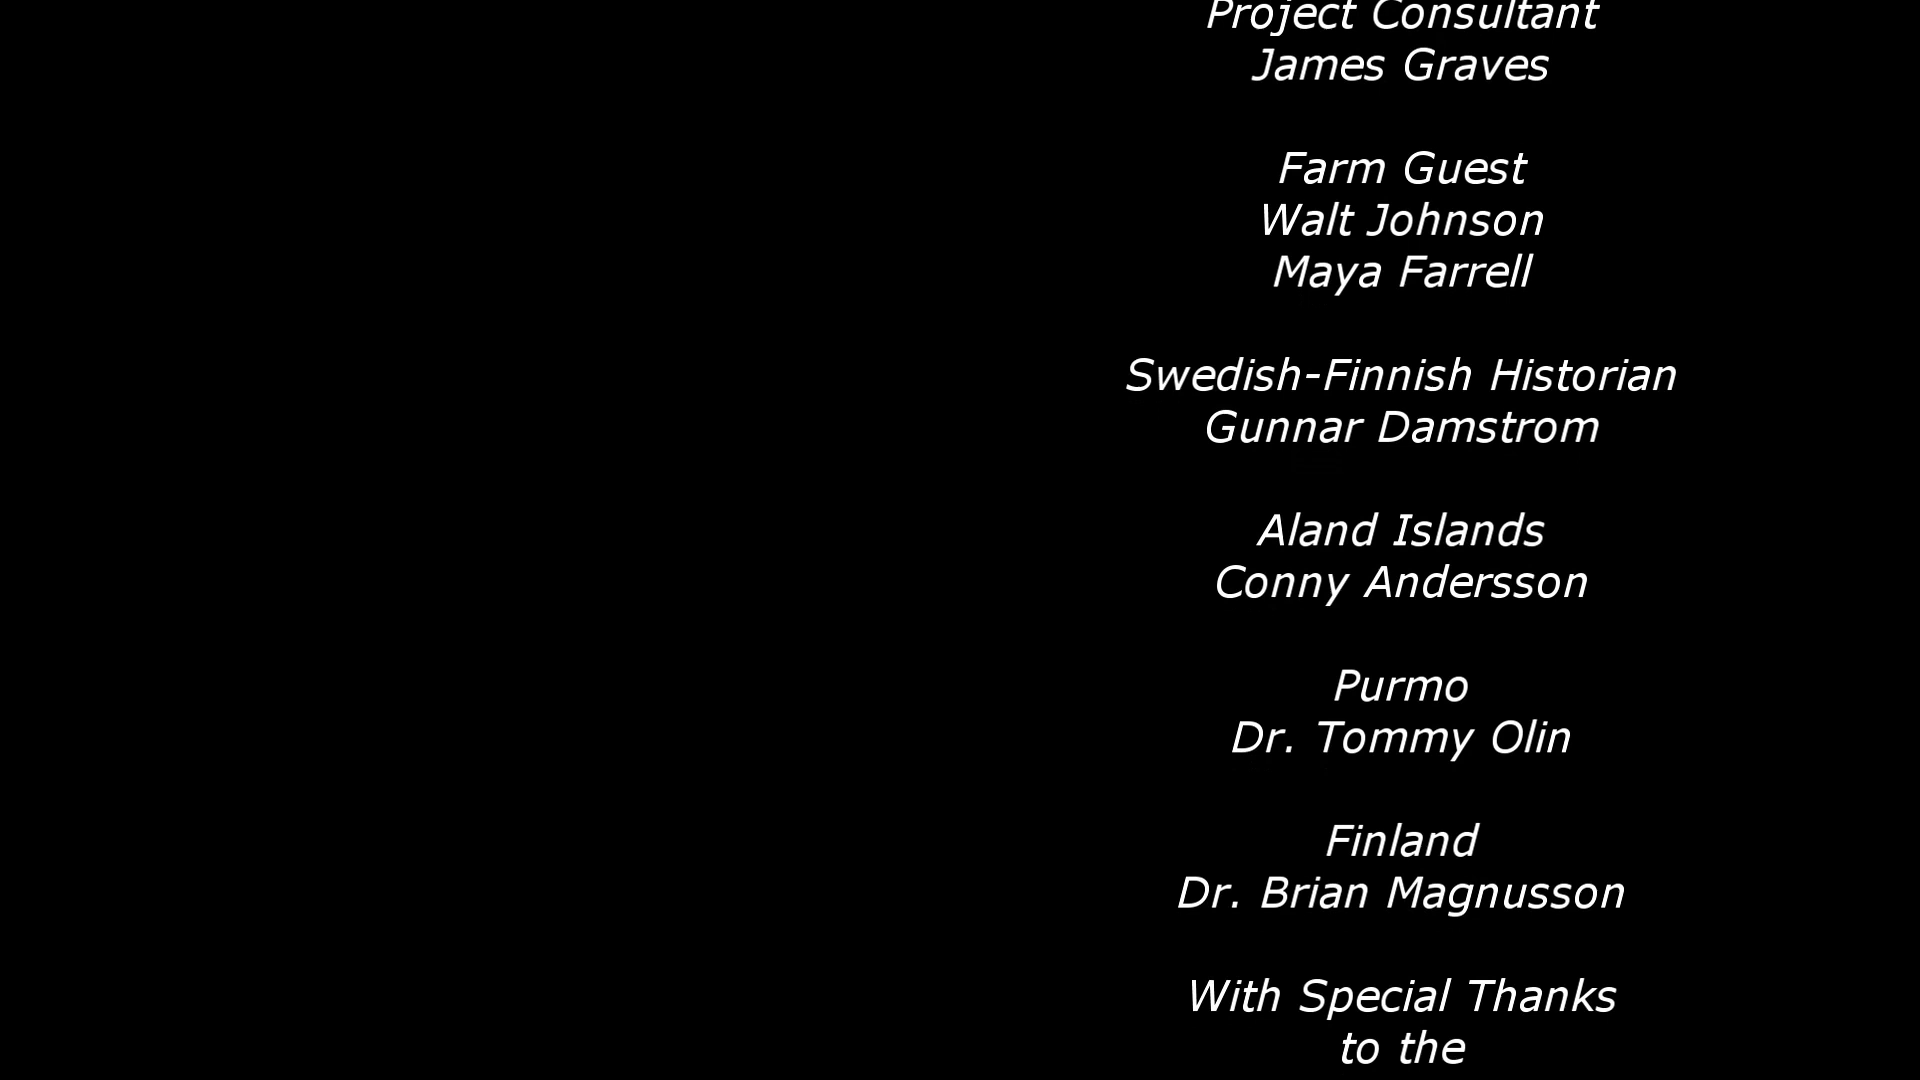 Project Consultant
James Graves
Farm Guest
Walt Johnson
Maya Farrell
Swedish-Finnish Historian
Gunnar Damstrom
Aland Islands
Conny Andersson
Purmo
Dr. Tommy Olin
Finland
Dr. Brian Magnusson
With Special Thanks
to the